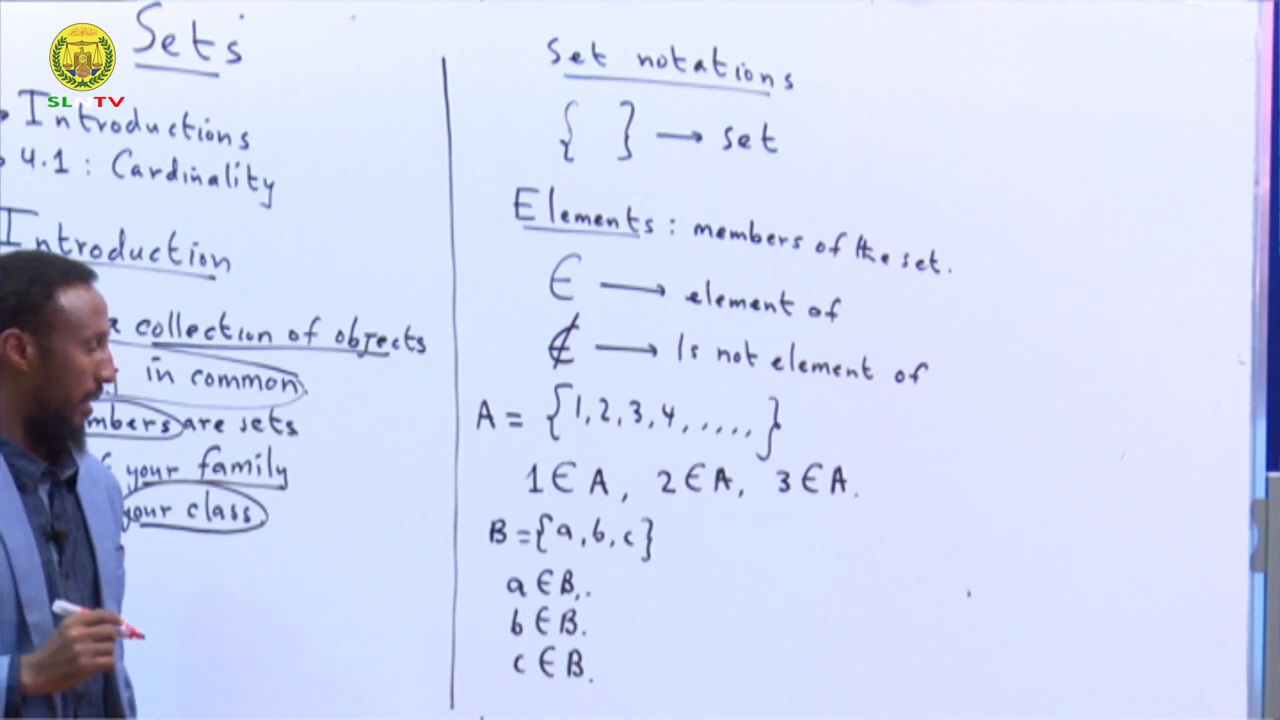 SLNTV
Sets
Introductions
4.1 : Cardinality
Introduction
collection of objects
in common.
are sets
your family
your class
Set notations
{ } → set
Elements : members of the set.
∈ → element of
∉ → Is not element of
A = {1, 2, 3, 4, , . . . . }
1 ∈ A , 2 ∈ A, 3 ∈ A.
B = {a, b, c}
a ∈ B,.
b ∈ B.
c ∈ B.